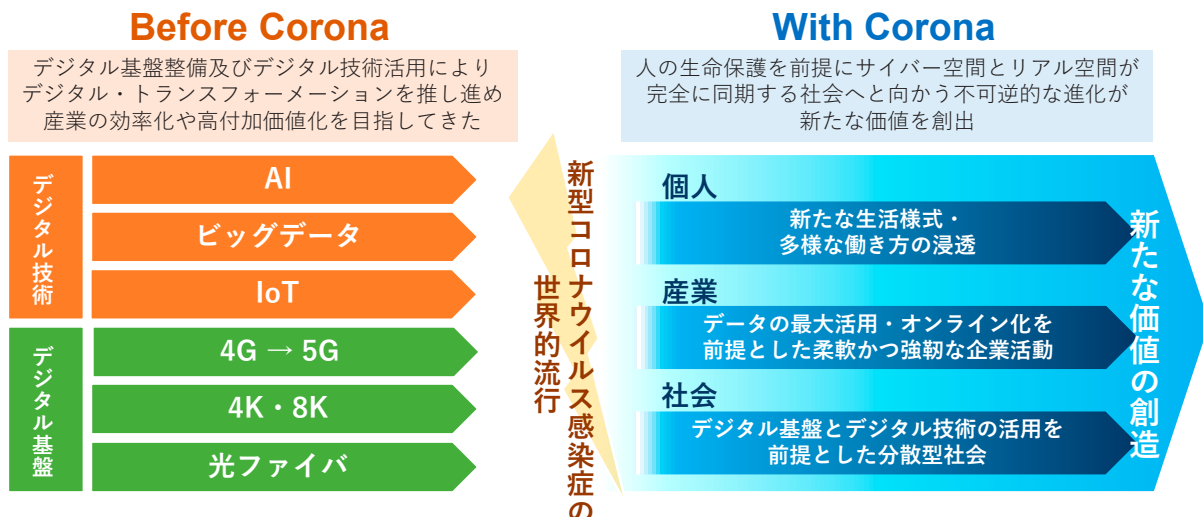 Before Corona
デジタル基盤整備及びデジタル技術活用により
デジタル・トランスフォーメーションを推し進め
産業の効率化や高付加価値化を目指してきた
デジタル技術
AI
ビッグデータ
IoT
デジタル基盤
4G → 5G
4K・8K
光ファイバ
新型コロナウイルス感染症の
世界的流行
With Corona
人の生命保護を前提にサイバー空間とリアル空間が
完全に同期する社会へと向かう不可逆的な進化が
新たな価値を創出
個人
新たな生活様式・
多様な働き方の浸透
産業
データの最大活用・オンライン化を
前提とした柔軟かつ強靭な企業活動
社会
デジタル基盤とデジタル技術の活用を
前提とした分散型社会
新たな価値の創造